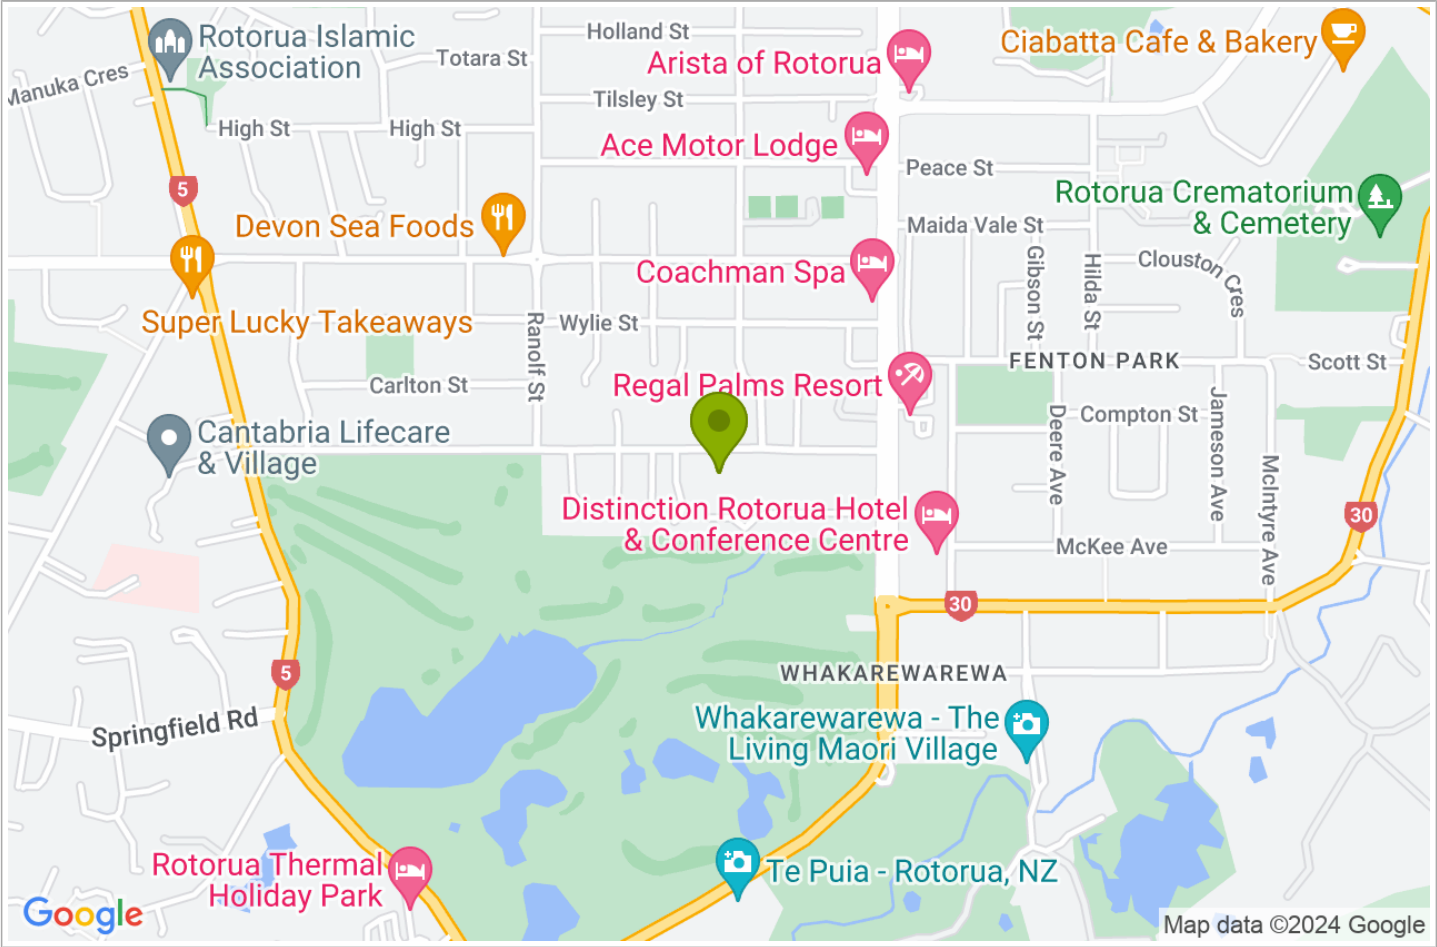 Holland St
Rotorua Islamic
Association
Totara St
Arista of Rotorua
Ciabatta Cafe & Bakery
Manuka Cres
Tilsley St
High St
High St
Ace Motor Lodge
Peace St
5
Rotorua Crematorium
& Cemetery
Devon Sea Foods
Maida Vale St
Coachman Spa
Gibson St
Hilda St
Clouston Cres
Super Lucky Takeaways
Ranolf St
Wylie St
FENTON PARK
Scott St
Carlton St
Regal Palms Resort
Deere Ave
Compton St
Jameson Ave
McIntyre Ave
Cantabria Lifecare
& Village
Distinction Rotorua Hotel
& Conference Centre
30
McKee Ave
30
5
WHAKAREWAREWA
Springfield Rd
Whakarewarewa - The
Living Maori Village
Rotorua Thermal
Holiday Park
Te Puia - Rotorua, NZ
Google
Map data ©2024 Google